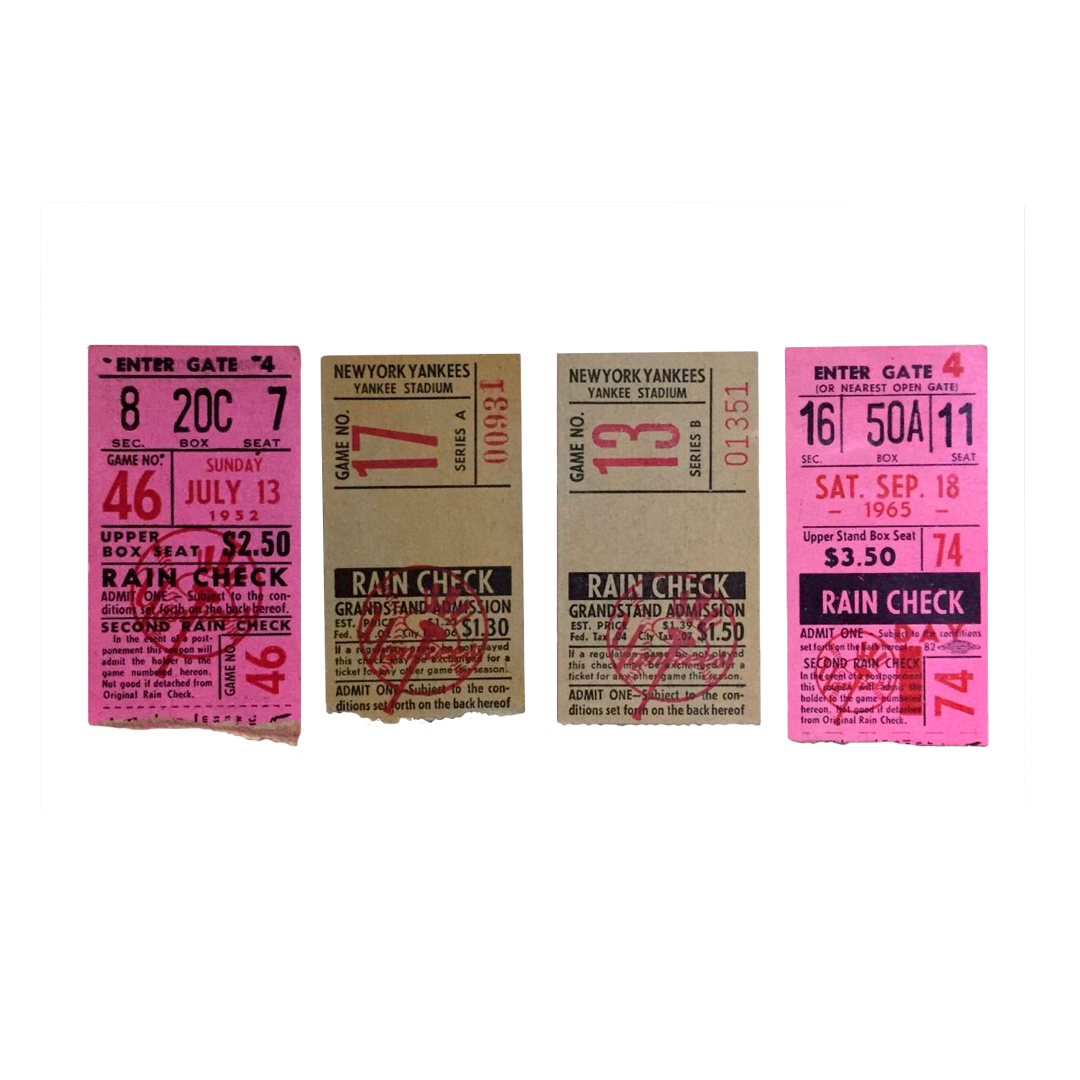 ENTER GATE 4
8 20C 7
SEC. BOX SEAT
GAME NO.
46
SUNDAY
JULY 13
1952
UPPER
BOX SEAT $2.50
RAIN CHECK
ADMIT ONE — Subject to the con-
ditions set forth on the back hereof.
SECOND RAIN CHECK
In the event of a post-
ponement this coupon will
admit the holder to the
game numbered hereon.
Not good if detached from
Original Rain Check.
GAME NO.
46
NEW YORK YANKEES
YANKEE STADIUM
GAME NO.
17
SERIES A
00931
RAIN CHECK
GRANDSTAND ADMISSION
EST. PRICE
Fed. City $1.30
If a regulation game be not played
this check may be exchanged for a
ticket for any other game this season.
ADMIT ONE—Subject to the con-
ditions set forth on the back hereof
Yankees
NEW YORK YANKEES
YANKEE STADIUM
GAME NO.
13
SERIES B
01351
RAIN CHECK
GRANDSTAND ADMISSION
EST. PRICE $1.39
Fed. Tax .04 City Tax .07 $1.50
If a regulation game be not played
this check may be exchanged for a
ticket for any other game this season.
ADMIT ONE—Subject to the con-
ditions set forth on the back hereof
Yankees
ENTER GATE 4
(OR NEAREST OPEN GATE)
16 50A 11
SEC. BOX SEAT
SAT. SEP. 18
— 1965 —
Upper Stand Box Seat
$3.50
74
RAIN CHECK
ADMIT ONE — Subject to the conditions
set forth on the back hereof 82
SECOND RAIN CHECK
In the event of a postponement
this coupon will admit the
holder to the game numbered
hereon. Not good if detached
from Original Rain Check.
74